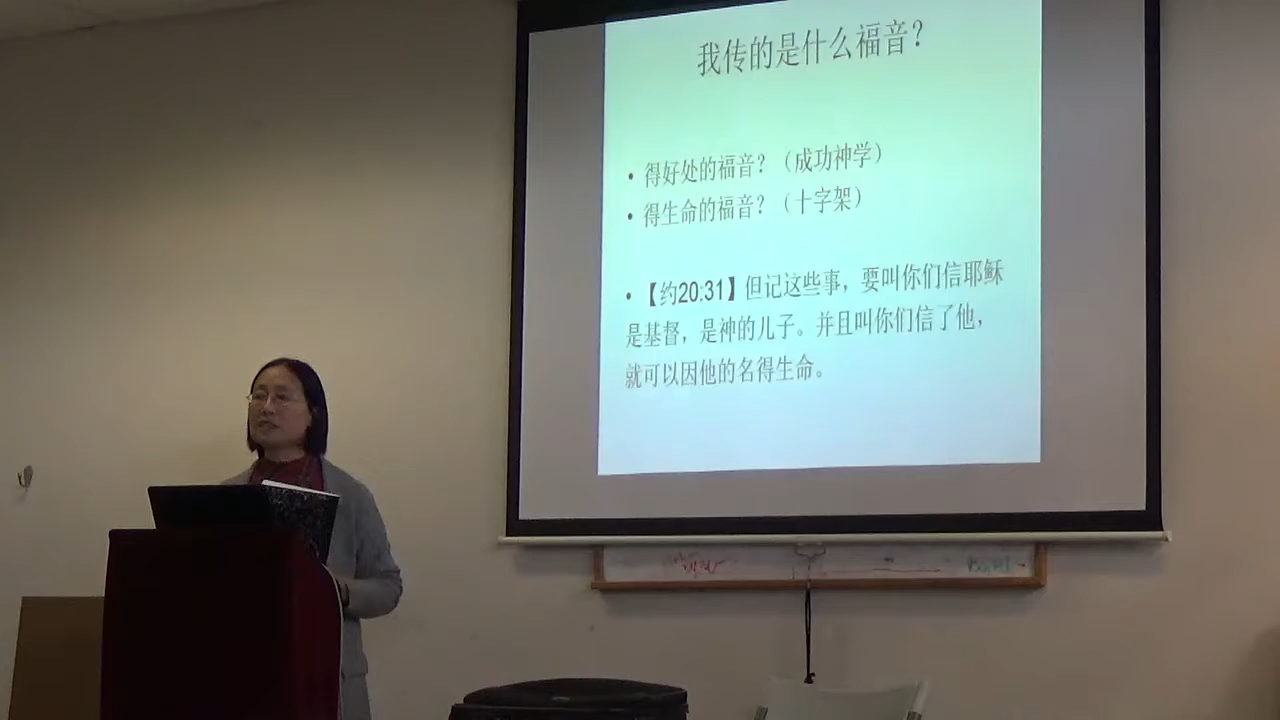 我传的是什么福音？
• 得好处的福音？（成功神学）
• 得生命的福音？（十字架）
• 【约20:31】但记这些事，要叫你们信耶稣
是基督，是神的儿子。并且叫你们信了他，
就可以因他的名得生命。